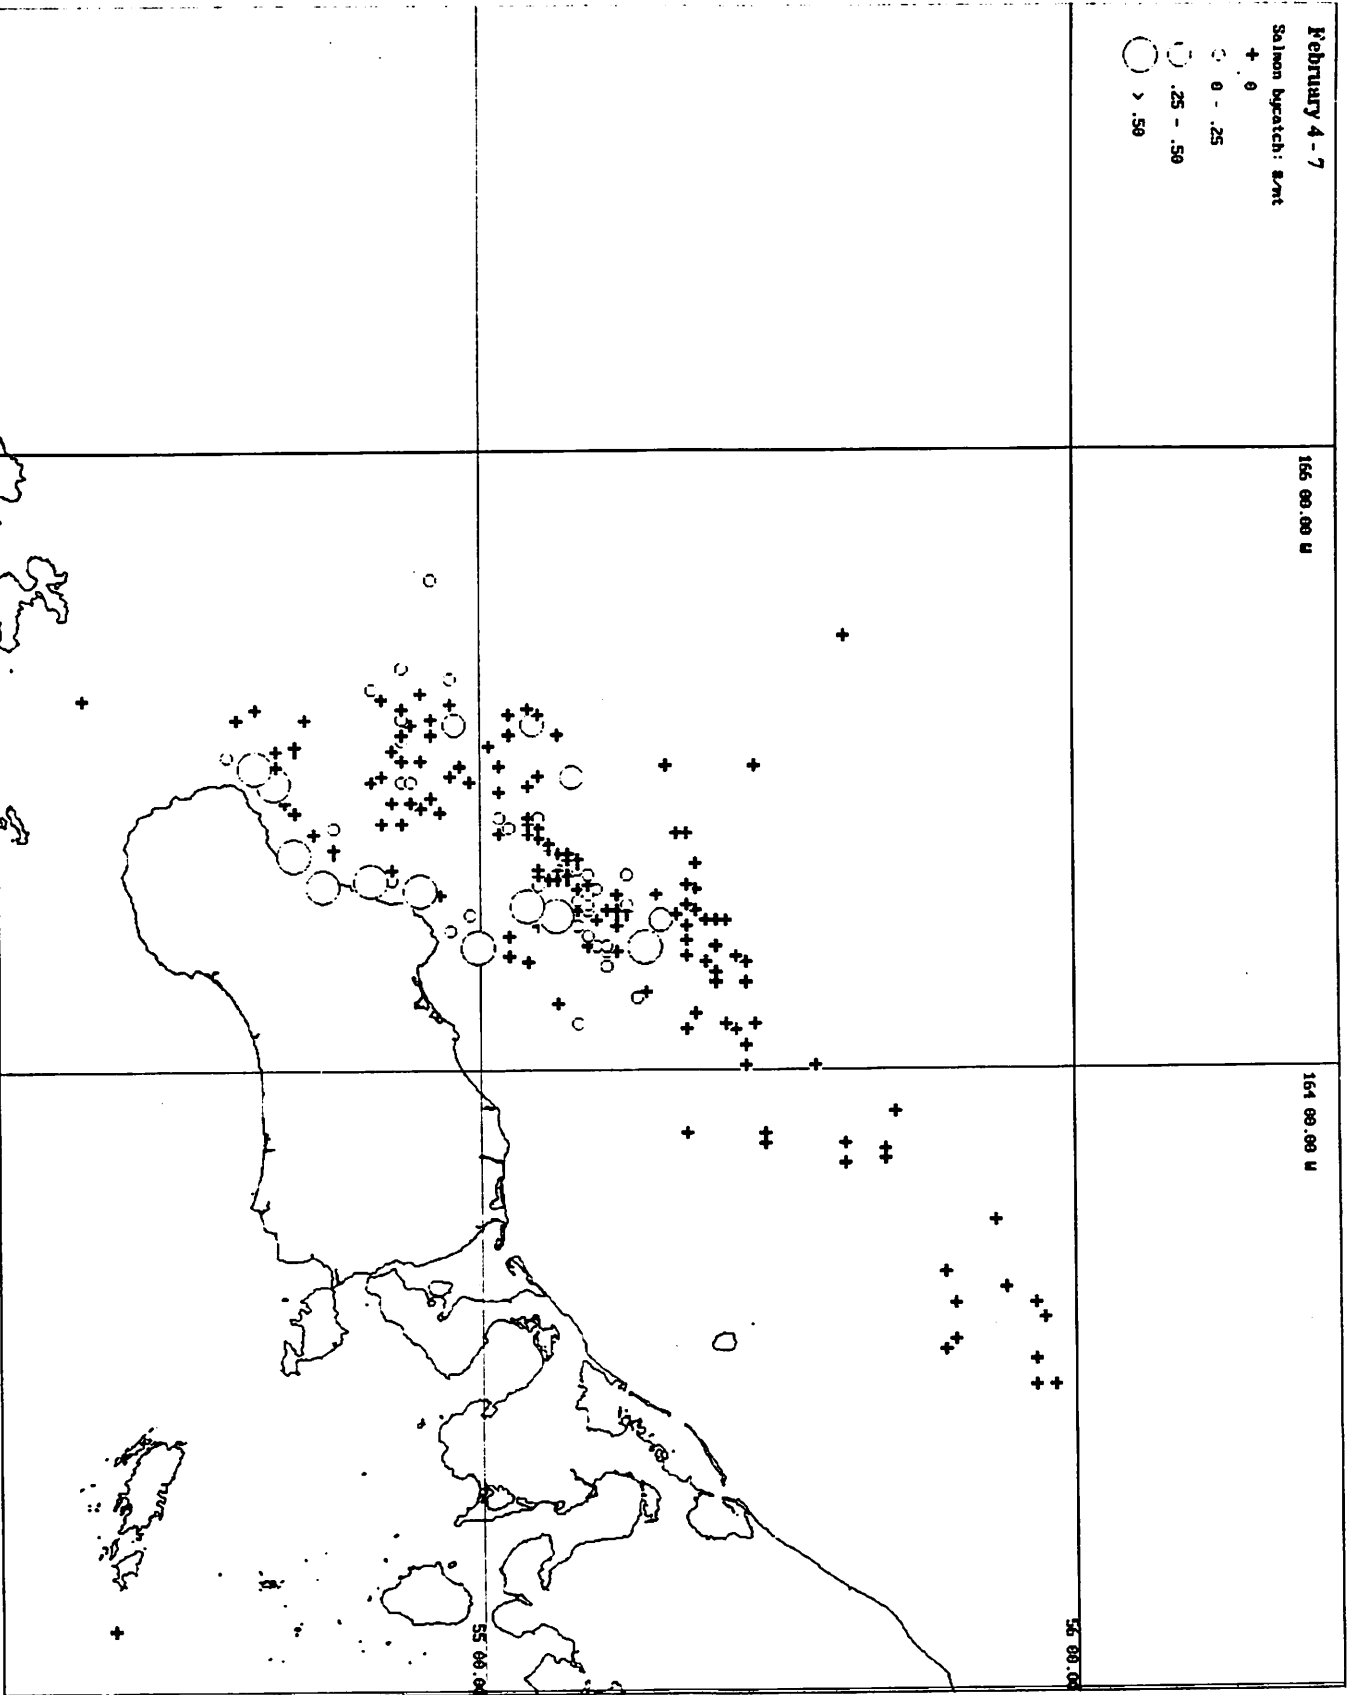 February 4 - 7
Salmon bycatch: #/mt
+ 0
0 - .25
.25 - .50
> .50
166 00.00 W
164 00.00 W
56 00.00
55 00.00